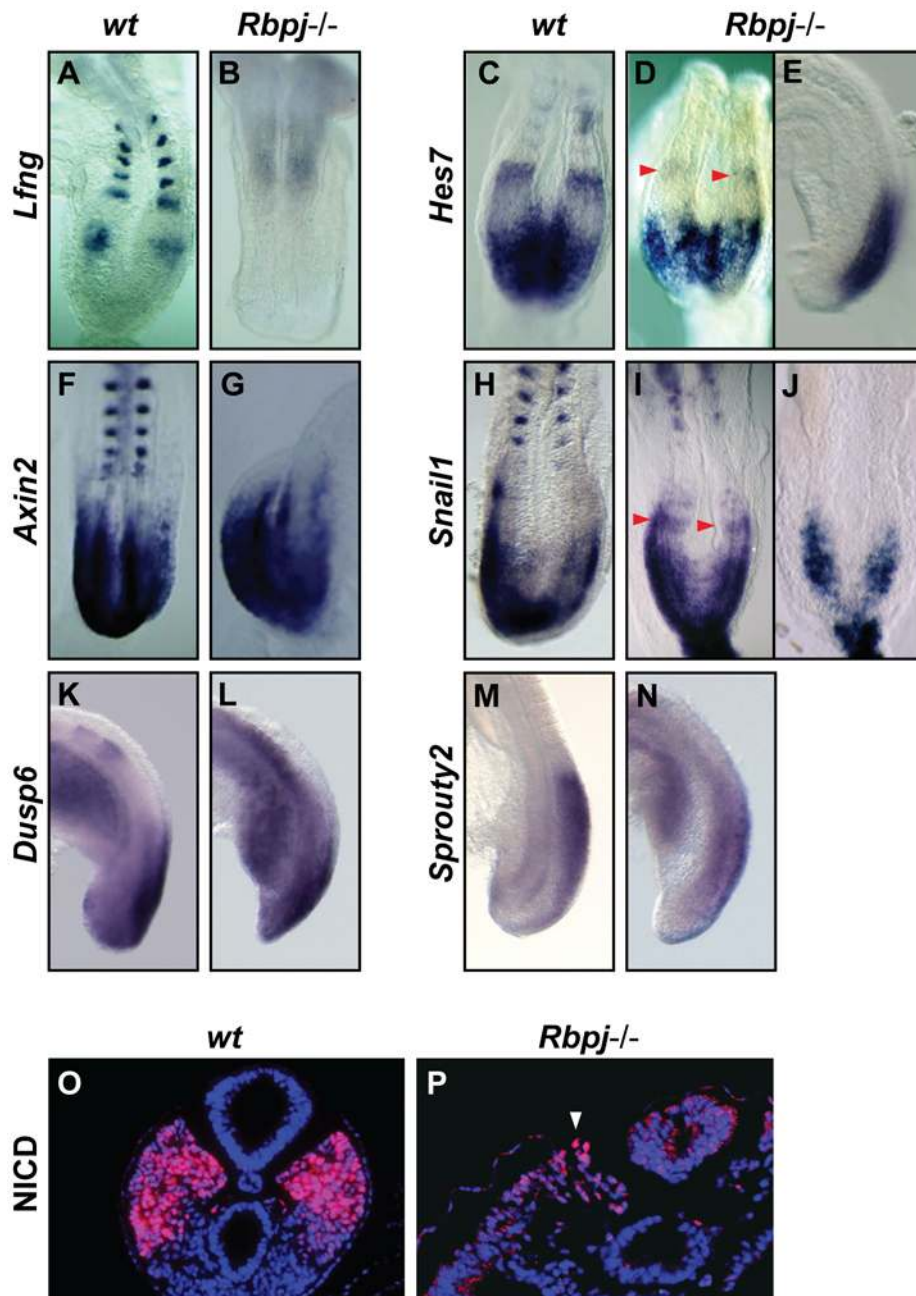 wt Rbpj-/- wt Rbpj-/-
A B C D E
Lfng Hes7
F G H I J
Axin2 Snail1
K L M N
Dusp6 Sprouty2
wt Rbpj-/-
O P
NICD